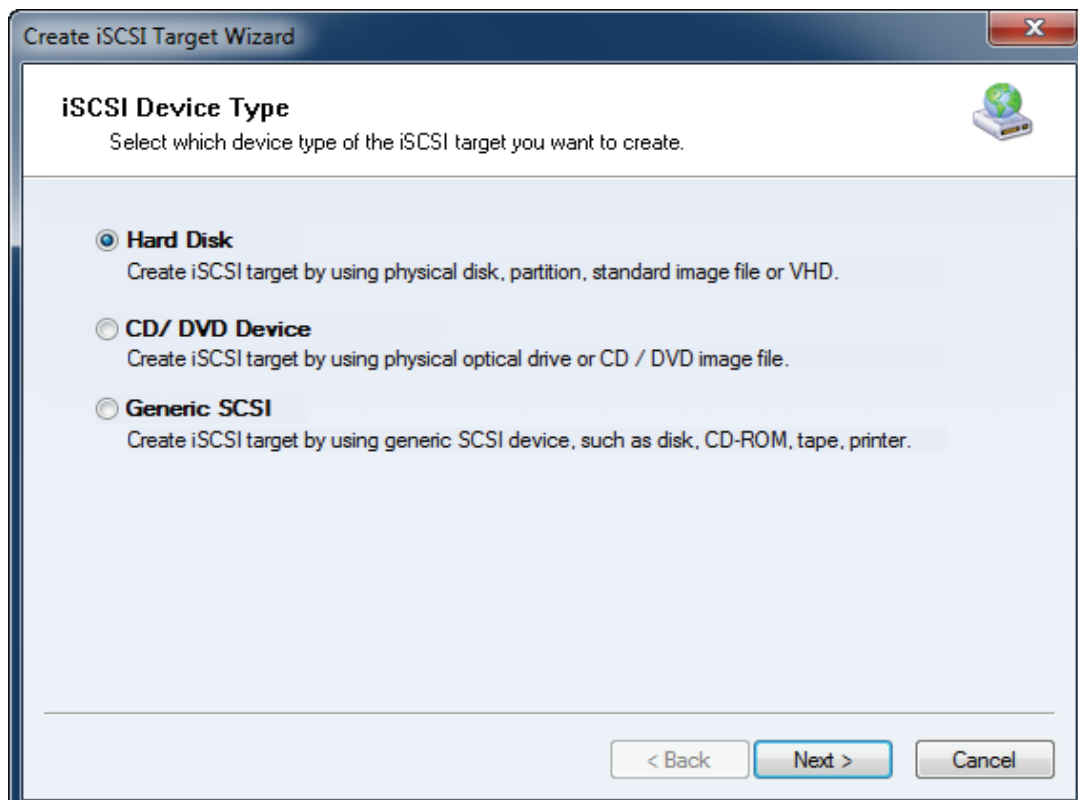 Create iSCSI Target Wizard
iSCSI Device Type
Select which device type of the iSCSI target you want to create.
Hard Disk
Create iSCSI target by using physical disk, partition, standard image file or VHD.
CD/ DVD Device
Create iSCSI target by using physical optical drive or CD / DVD image file.
Generic SCSI
Create iSCSI target by using generic SCSI device, such as disk, CD-ROM, tape, printer.
< Back Next > Cancel